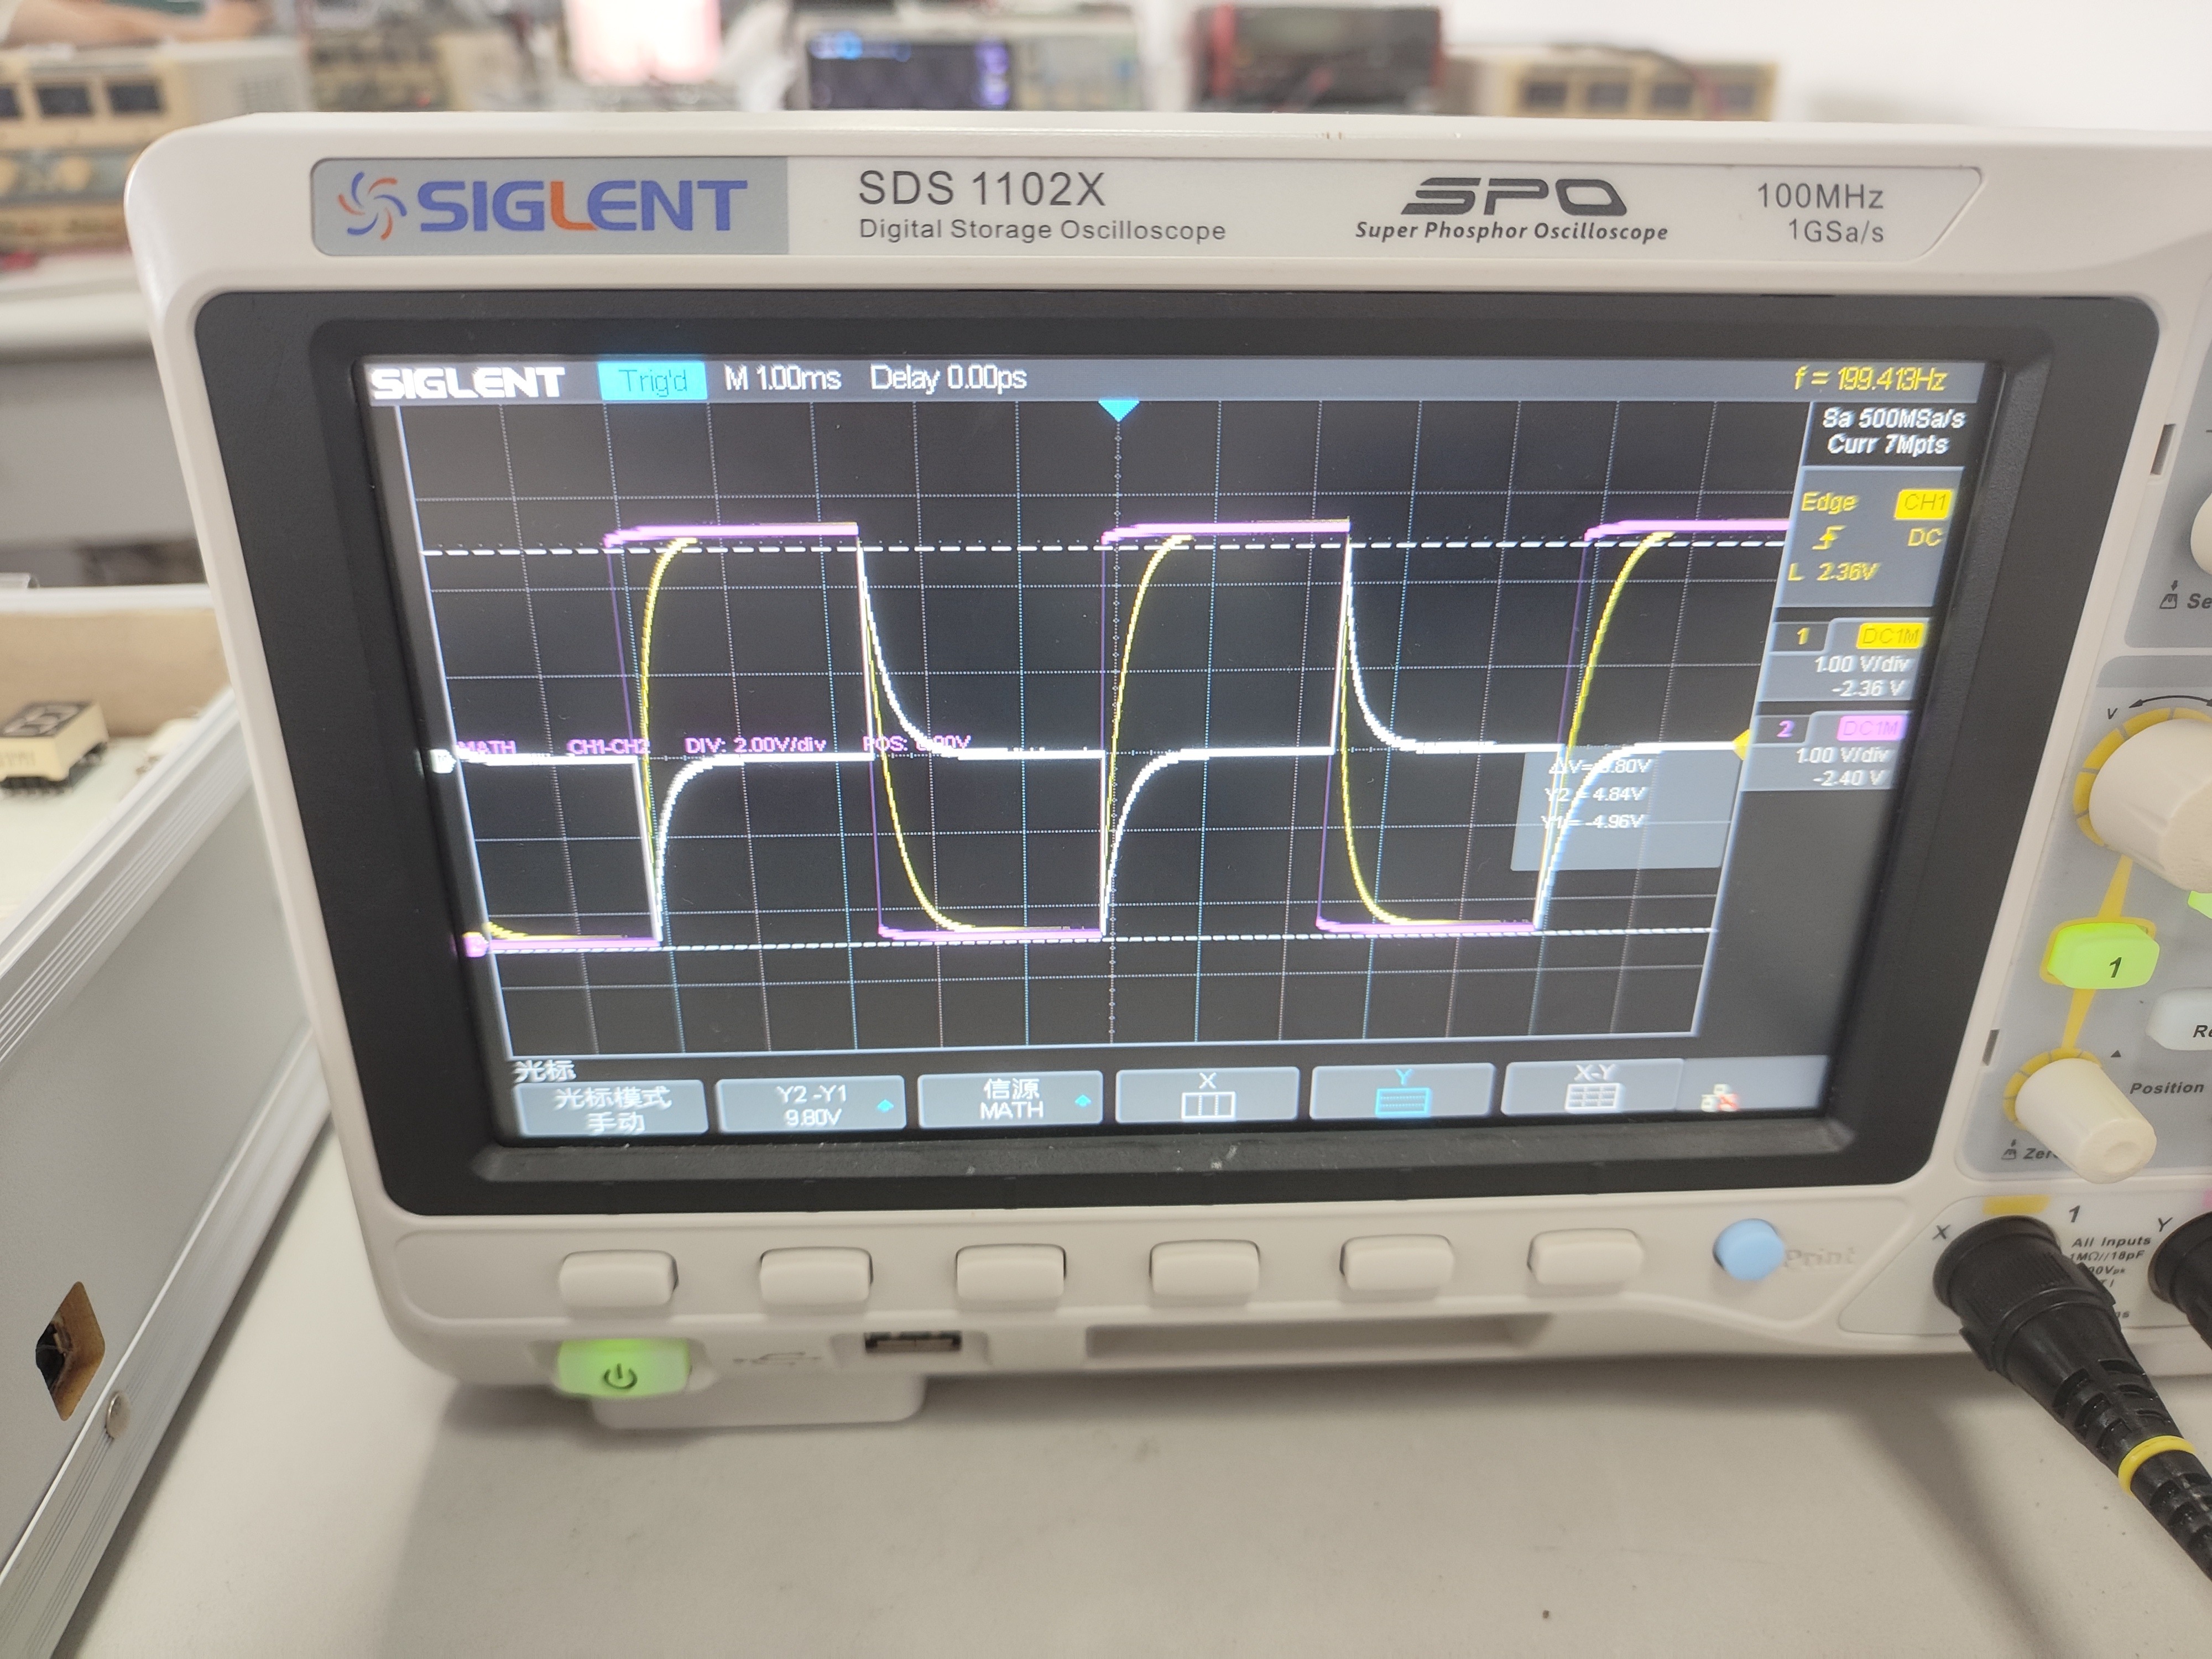 SIGLENT
SDS 1102X
Digital Storage Oscilloscope
SPO
Super Phosphor Oscilloscope
100MHz
1GSa/s
SIGLENT Trig'd M 1.00ms Delay 0.00ps f = 199.413Hz
Sa 500MSa/s
Curr 7Mpts
Edge CH1
DC
L 2.36V
1 DC1M
1.00 V/div
-2.36 V
2 DC1M
1.00 V/div
-2.40 V
MATH CH1-CH2 DIV: 2.00V/div
Y2 = 4.84V
Y1 = -4.96V
光标
光标模式
手动
Y2-Y1
9.80V
信源
MATH
X
Y
X-Y
Print
V
1
Position
X
1
Y
All Inputs